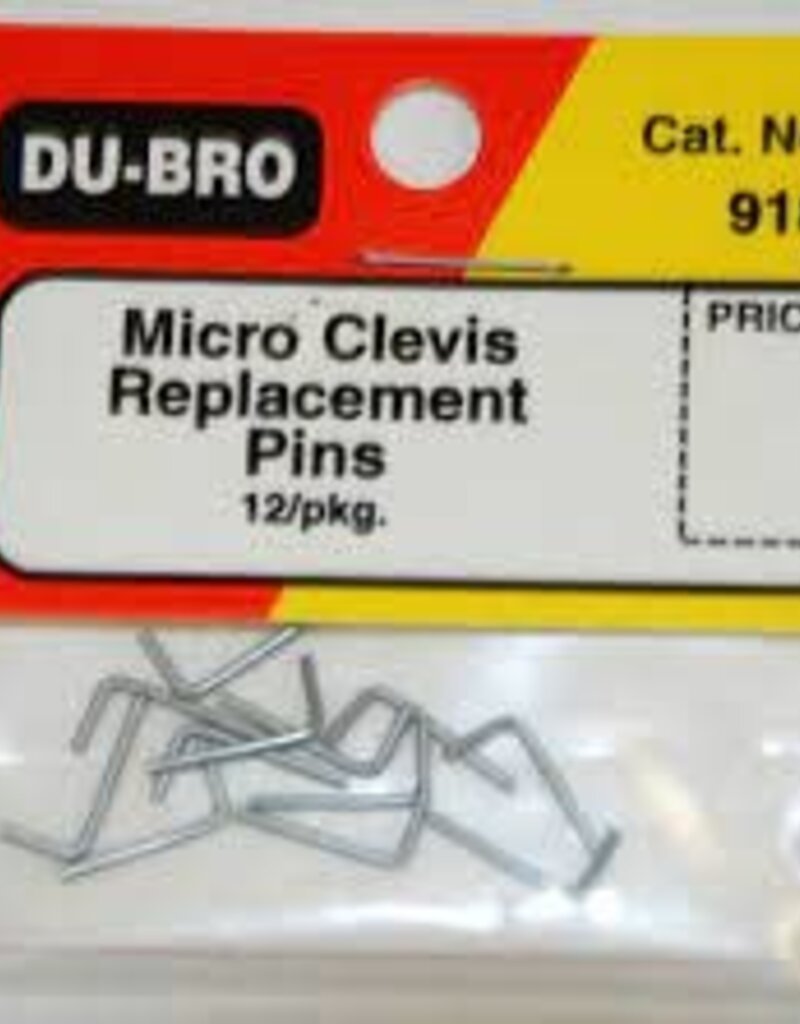 DU-BRO
Cat. N
91
PRIC
Micro Clevis
Replacement
Pins
12/pkg.